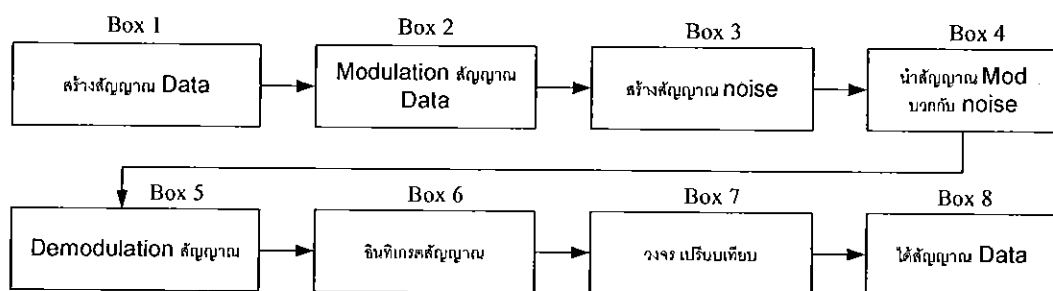 Box 1
สร้างสัญญาณ Data
Box 2
Modulation สัญญาณ
Data
Box 3
สร้างสัญญาณ noise
Box 4
นำสัญญาณ Mod
บวกกับ noise
Box 5
Demodulation สัญญาณ
Box 6
อินทิเกรตสัญญาณ
Box 7
วงจร เปรียบเทียบ
Box 8
ได้สัญญาณ Data